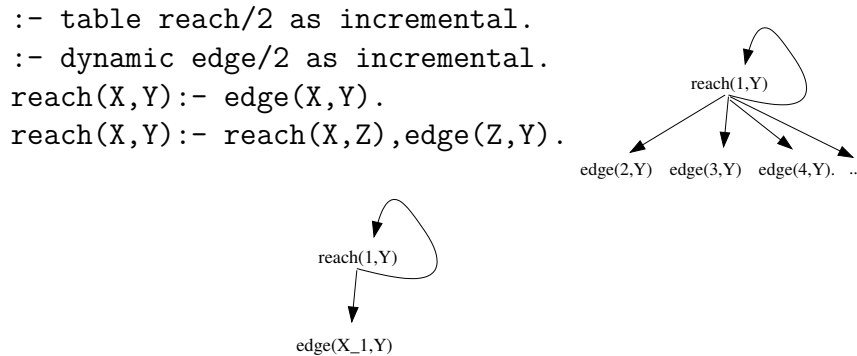 :- table reach/2 as incremental.
:- dynamic edge/2 as incremental.
reach(X,Y):- edge(X,Y).
reach(X,Y):- reach(X,Z),edge(Z,Y).
reach(1,Y)
edge(2,Y) edge(3,Y) edge(4,Y). ..
reach(1,Y)
edge(X_1,Y)